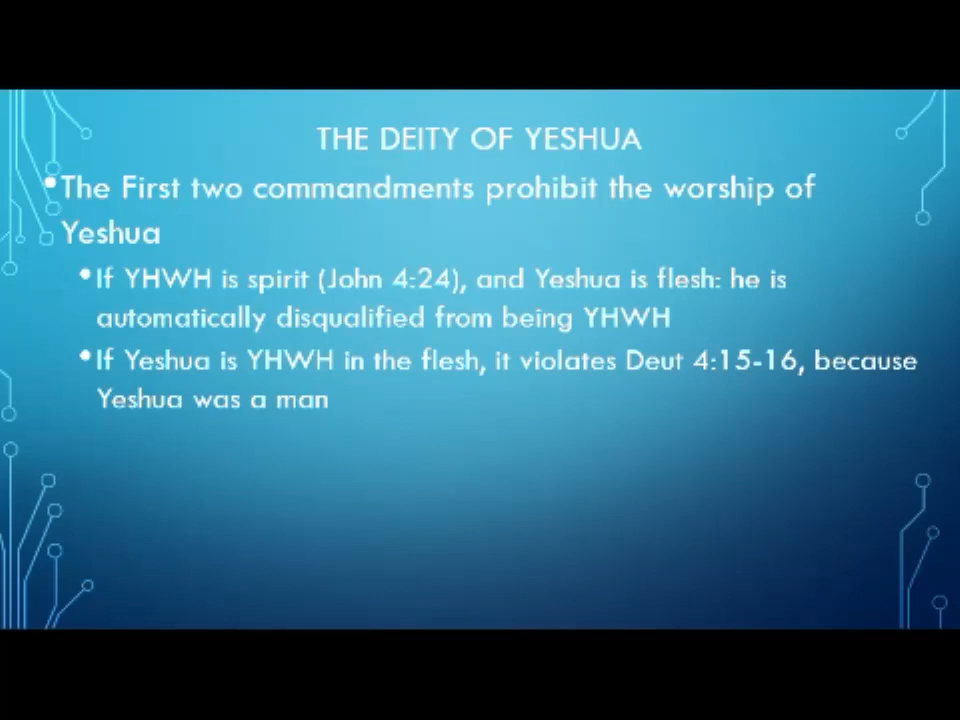 THE DEITY OF YESHUA
•The First two commandments prohibit the worship of
Yeshua
•If YHWH is spirit (John 4:24), and Yeshua is flesh: he is
automatically disqualified from being YHWH
•If Yeshua is YHWH in the flesh, it violates Deut 4:15-16, because
Yeshua was a man